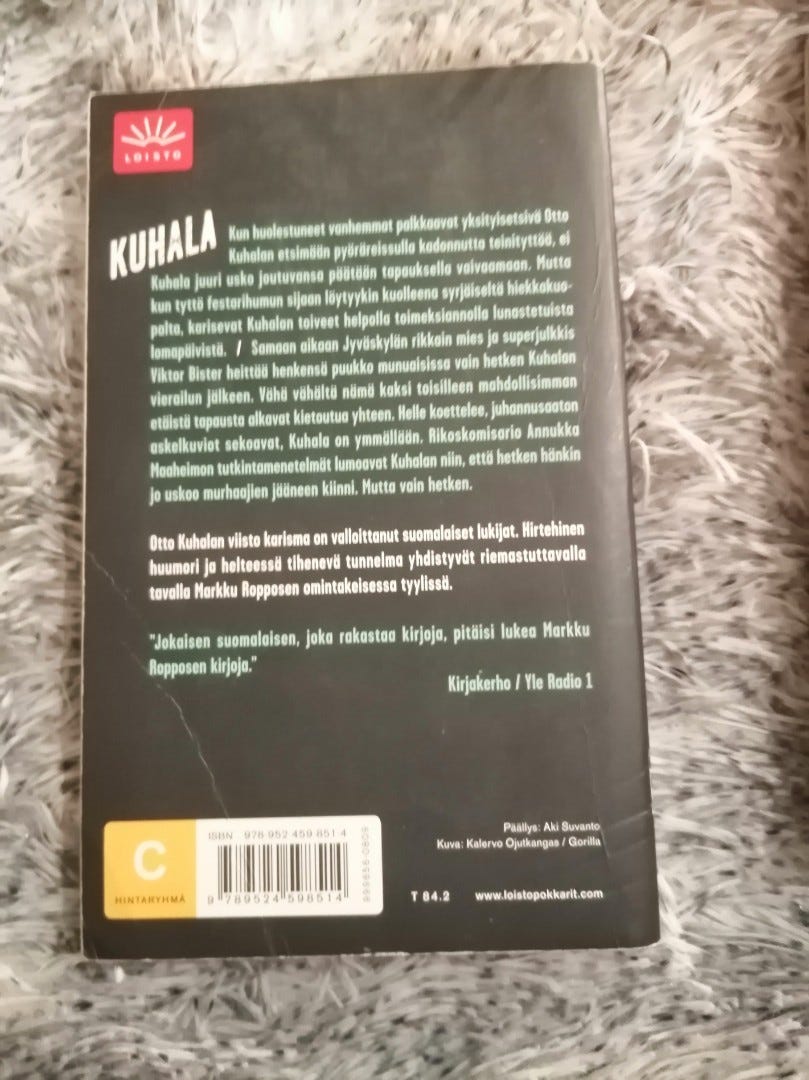 LOISTO
KUHALA
Kun huolestuneet vanhemmat palkkaavat yksityisetsivä Otto
Kuhalan etsimään pyöräreissulla kadonnutta teinityttöä, ei
Kuhala juuri usko joutuvansa päätään tapauksella vaivaamaan. Mutta
kun tyttö festarihumun sijaan löytyykin kuolleena syrjäiseltä hiekkakuo-
palta, karisevat Kuhalan toiveet helpolla toimeksiannolla lunastetuista
lomapäivistä. / Samaan aikaan Jyväskylän rikkain mies ja superjulkkis
Viktor Bister heittää henkensä puukko munuaisissa vain hetken Kuhalan
vierailun jälkeen. Vähä vähältä nämä kaksi toisilleen mahdollisimman
etäistä tapausta alkavat kietoutua yhteen. Helle koettelee, juhannusaaton
askelkuviot sekoavat, Kuhala on ymmällään. Rikoskomisario Annukka
Maaheimon tutkintamenetelmät lumoavat Kuhalan niin, että hetken hänkin
jo uskoo murhaajien jääneen kiinni. Mutta vain hetken.
Otto Kuhalan viisto karisma on valloittanut suomalaiset lukijat. Hirtehinen
huumori ja helteessä tihenevä tunnelma yhdistyvät riemastuttavalla
tavalla Markku Ropposen omintakeisessa tyylissä.
"Jokaisen suomalaisen, joka rakastaa kirjoja, pitäisi lukea Markku
Ropposen kirjoja."
Kirjakerho / Yle Radio 1
C
HINTARYHMÄ
ISBN 978-952-459-851-4
9 789524 598514
999656-0809
Päällys: Aki Suvanto
Kuva: Kalervo Ojutkangas / Gorilla
T 84.2 www.loistopokkarit.com